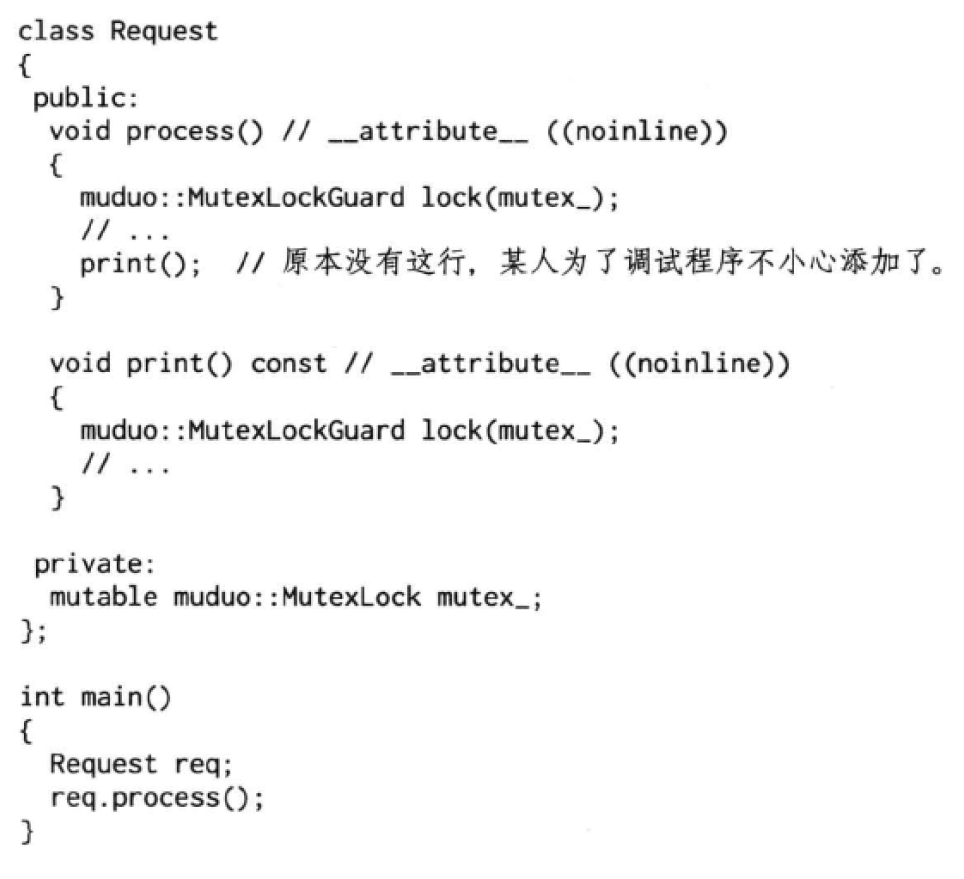 class Request
{
 public:
  void process() // __attribute__ ((noinline))
  {
    muduo::MutexLockGuard lock(mutex_);
    // ...
    print();  // 原本没有这行，某人为了调试程序不小心添加了。
  }

  void print() const // __attribute__ ((noinline))
  {
    muduo::MutexLockGuard lock(mutex_);
    // ...
  }

 private:
  mutable muduo::MutexLock mutex_;
};

int main()
{
  Request req;
  req.process();
}